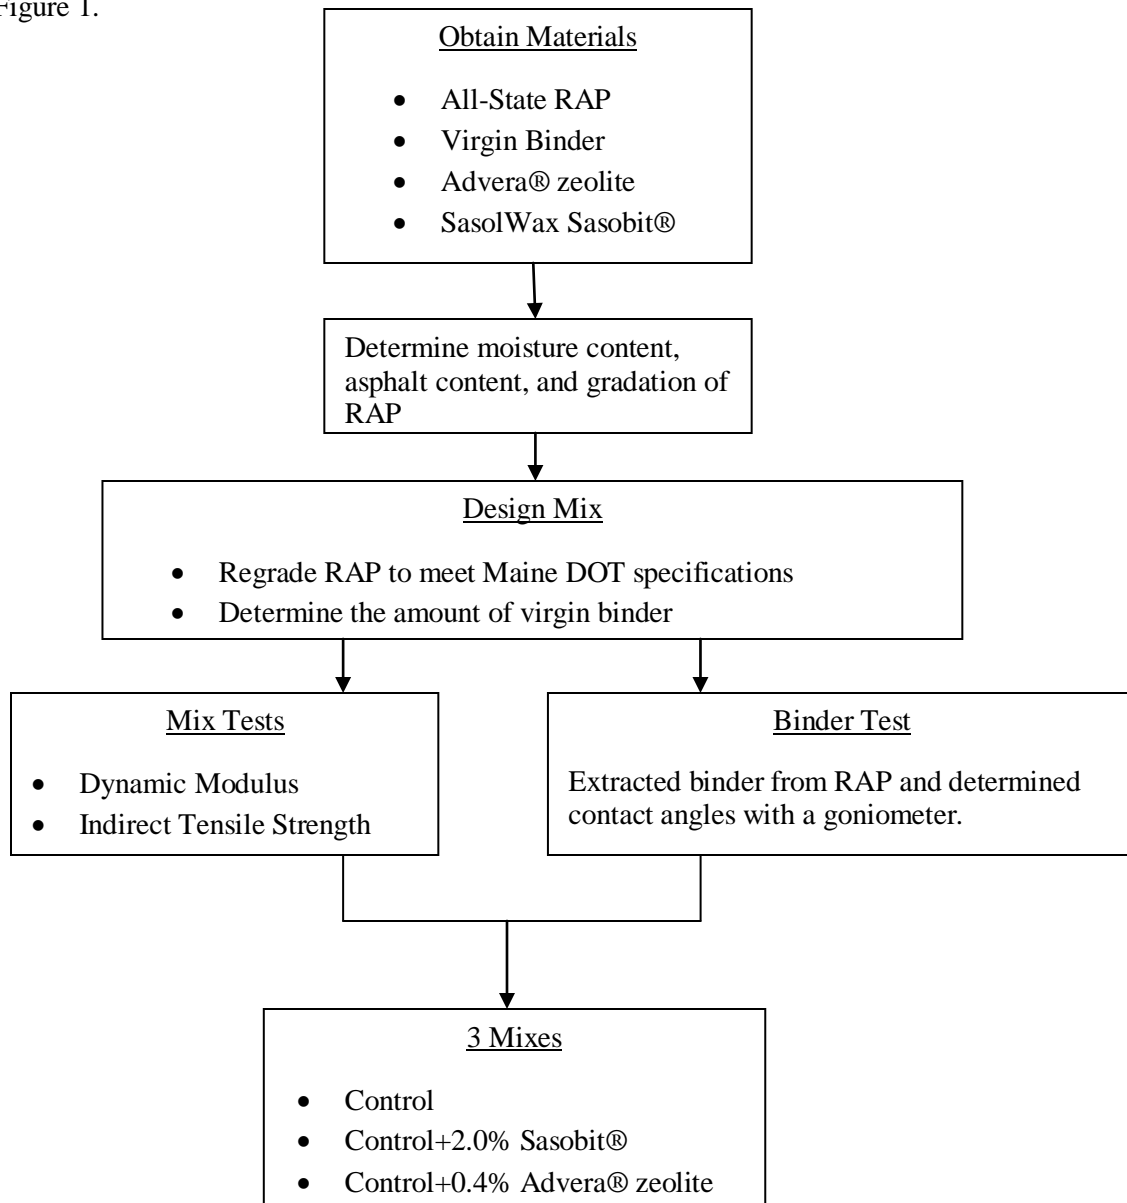 Figure 1.
Obtain Materials
• All-State RAP
• Virgin Binder
• Advera® zeolite
• SasolWax Sasobit®
Determine moisture content,
asphalt content, and gradation of
RAP
Design Mix
• Regrade RAP to meet Maine DOT specifications
• Determine the amount of virgin binder
Mix Tests
• Dynamic Modulus
• Indirect Tensile Strength
Binder Test
Extracted binder from RAP and determined
contact angles with a goniometer.
3 Mixes
• Control
• Control+2.0% Sasobit®
• Control+0.4% Advera® zeolite